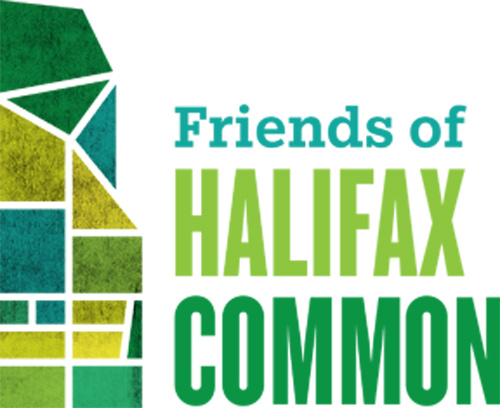 Friends of
HALIFAX
COMMON